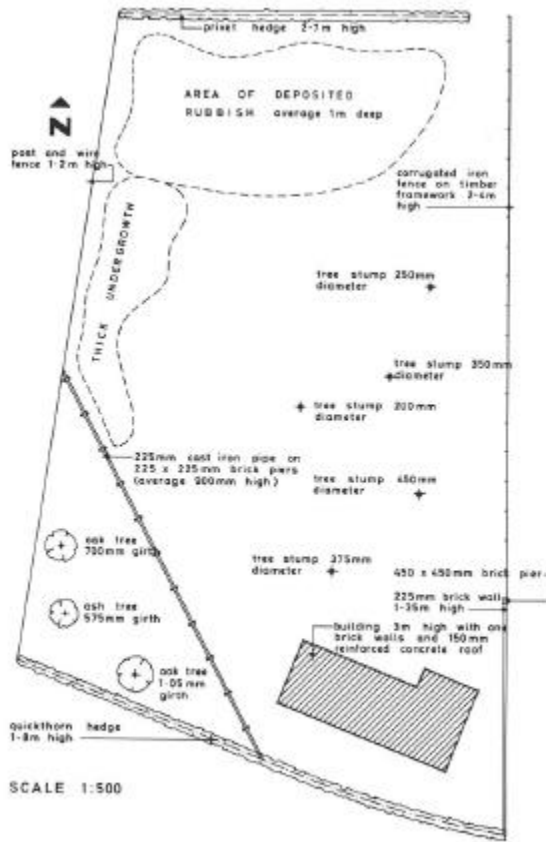 privet hedge 2-7m high
AREA OF DEPOSITED
RUBBISH average 1m deep
N
post and wire
fence 1-2m high
corrugated iron
fence on timber
framework 2-4m
high
THICK UNDERGROWTH
tree stump 250mm
diameter
tree stump 350mm
diameter
tree stump 200mm
diameter
225mm cast iron pipe on
225 x 225mm brick piers
(average 900mm high)
tree stump 450mm
diameter
oak tree
700mm girth
tree stump 375mm
diameter
450 x 450mm brick pier
225mm brick wall
1-35m high
ash tree
575mm girth
building 3m high with one
brick walls and 150mm
reinforced concrete roof
oak tree
1-05mm
girth
quickthorn hedge
1-8m high
SCALE 1:500